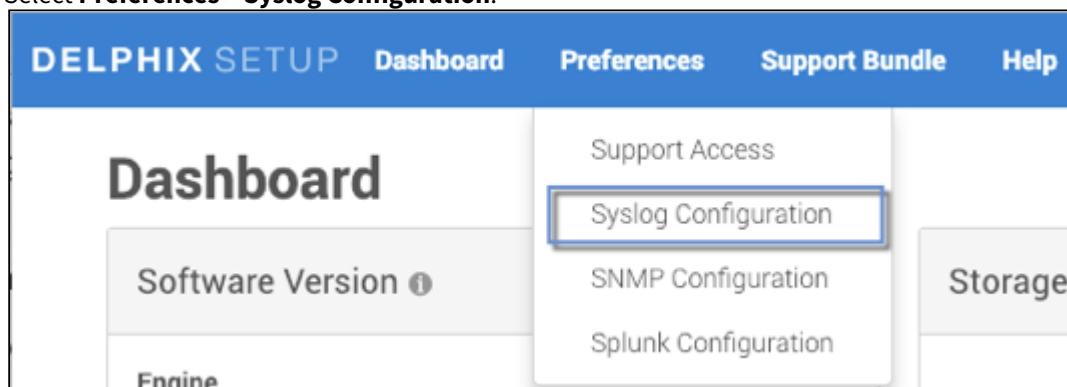 Select Preferences > Syslog Configuration.
DELPHIX SETUP Dashboard Preferences Support Bundle Help
Support Access
Dashboard
Syslog Configuration
Software Version
SNMP Configuration
Storage
Splunk Configuration
Engine